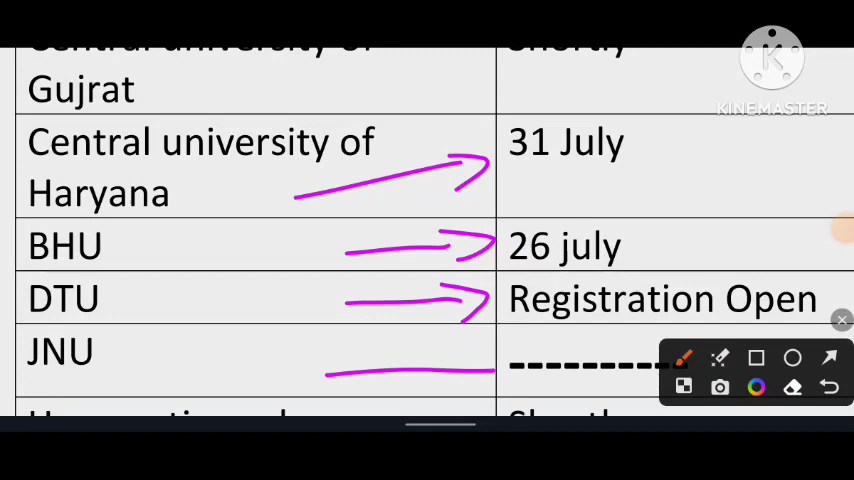 Gujrat
Central university of
31 July
Haryana
BHU
26 july
DTU
Registration Open
JNU
----------
KINEMASTER